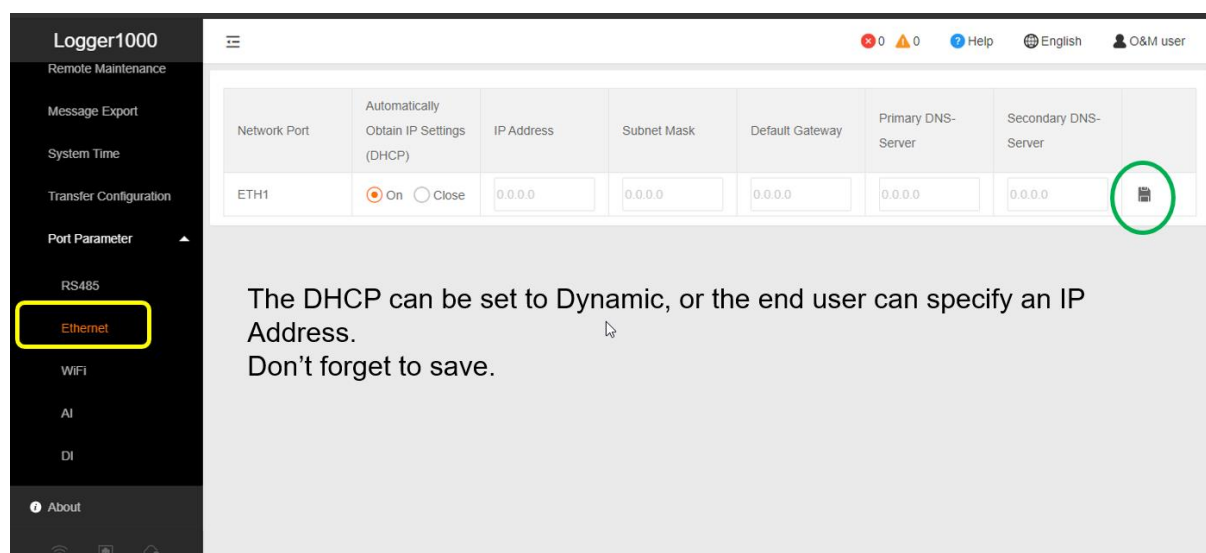 Logger1000
0 0 Help English O&M user
Remote Maintenance
Message Export
System Time
Transfer Configuration
Port Parameter
RS485
Ethernet
WiFi
AI
DI
About
Network Port
Automatically
Obtain IP Settings
(DHCP)
IP Address
Subnet Mask
Default Gateway
Primary DNS-
Server
Secondary DNS-
Server
ETH1
On Close
0.0.0.0
0.0.0.0
0.0.0.0
0.0.0.0
0.0.0.0
The DHCP can be set to Dynamic, or the end user can specify an IP
Address.
Don't forget to save.